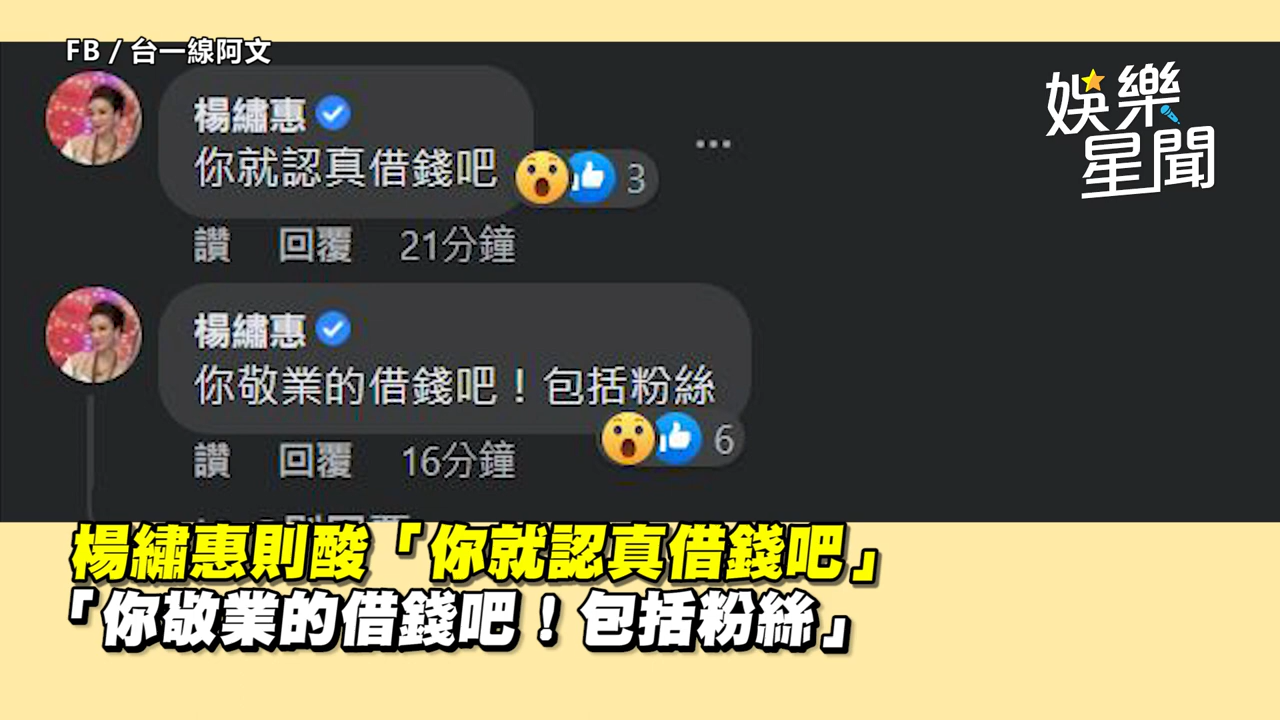 FB / 台一線阿文
娛樂
星聞
楊繡惠
你就認真借錢吧
3
讚 回覆 21分鐘
楊繡惠
你敬業的借錢吧！包括粉絲
6
讚 回覆 16分鐘
楊繡惠則酸「你就認真借錢吧」
「你敬業的借錢吧！包括粉絲」